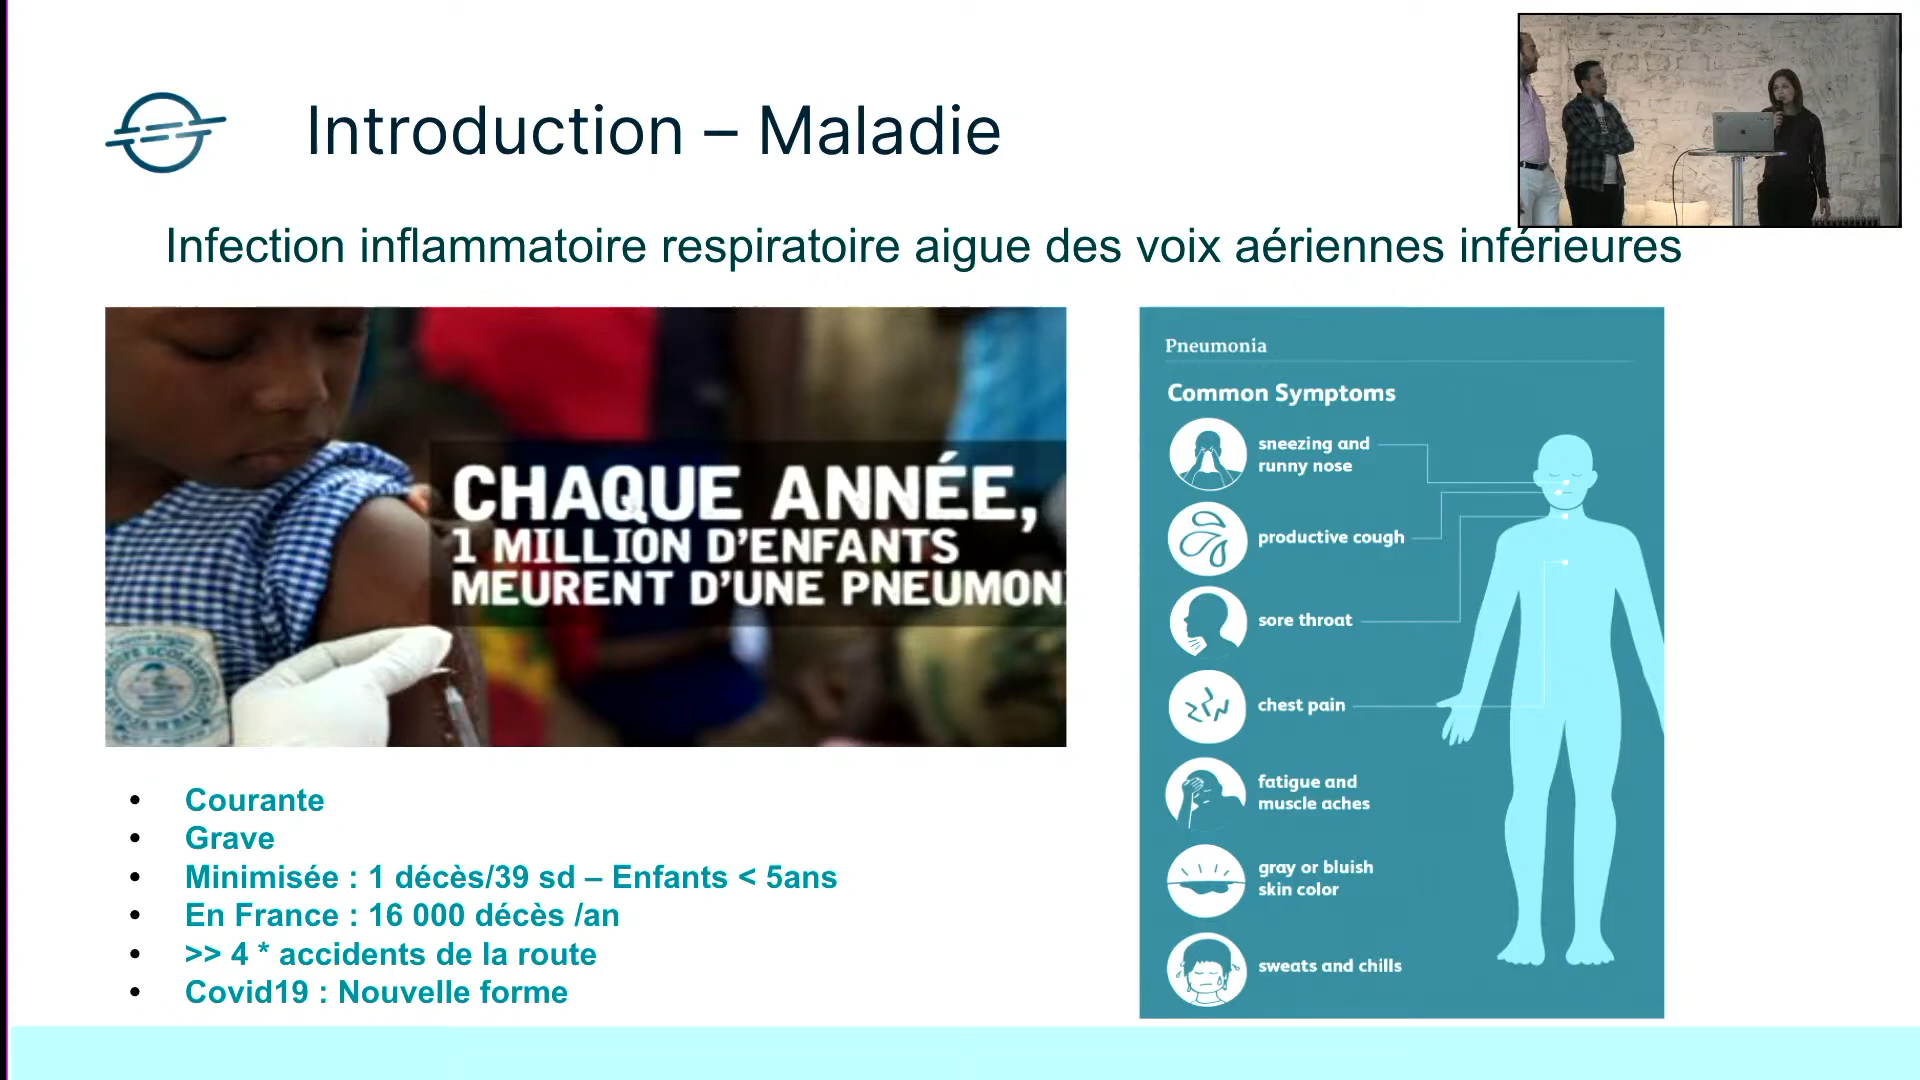 Introduction – Maladie
Infection inflammatoire respiratoire aigue des voix aériennes inférieures
CHAQUE ANNÉE,
1 MILLION D'ENFANTS
MEURENT D'UNE PNEUMON
Courante
Grave
Minimisée : 1 décès/39 sd – Enfants < 5ans
En France : 16 000 décès /an
>> 4 * accidents de la route
Covid19 : Nouvelle forme
Pneumonia
Common Symptoms
sneezing and
runny nose
productive cough
sore throat
chest pain
fatigue and
muscle aches
gray or bluish
skin color
sweats and chills